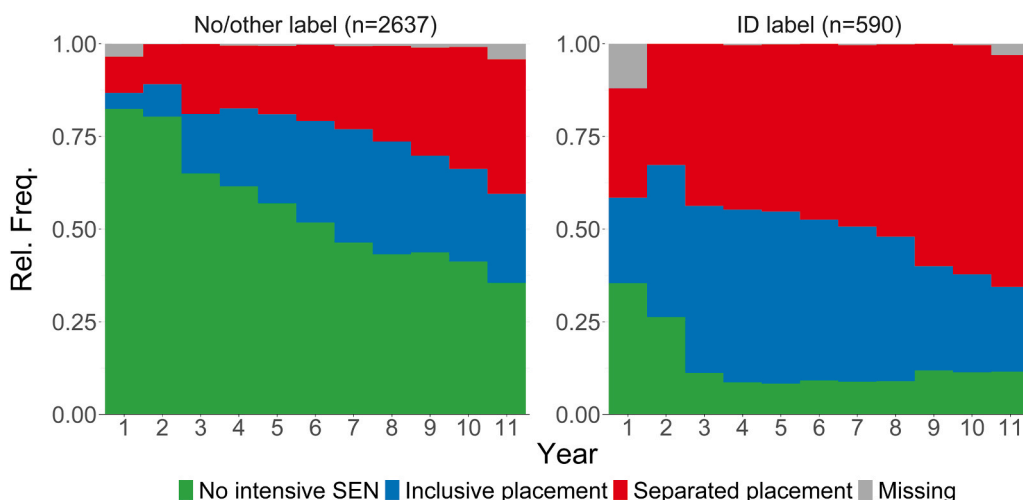 No/other label (n=2637)
ID label (n=590)
Rel. Freq.
1.00
0.75
0.50
0.25
0.00
1 2 3 4 5 6 7 8 9 10 11
1.00
0.75
0.50
0.25
0.00
1 2 3 4 5 6 7 8 9 10 11
Year
No intensive SEN Inclusive placement Separated placement Missing